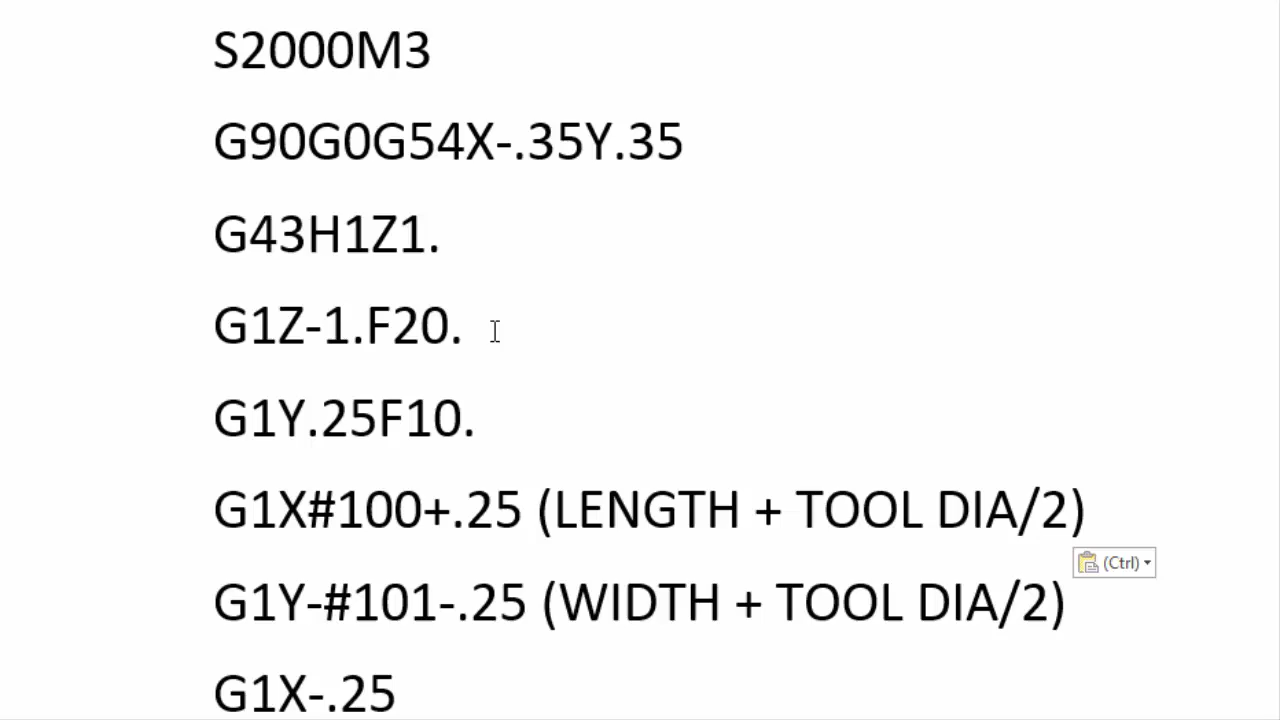 S2000M3
G90G0G54X-.35Y.35
G43H1Z1.
G1Z-1.F20.
G1Y.25F10.
G1X#100+.25 (LENGTH + TOOL DIA/2)
(Ctrl)
G1Y-#101-.25 (WIDTH + TOOL DIA/2)
G1X-.25